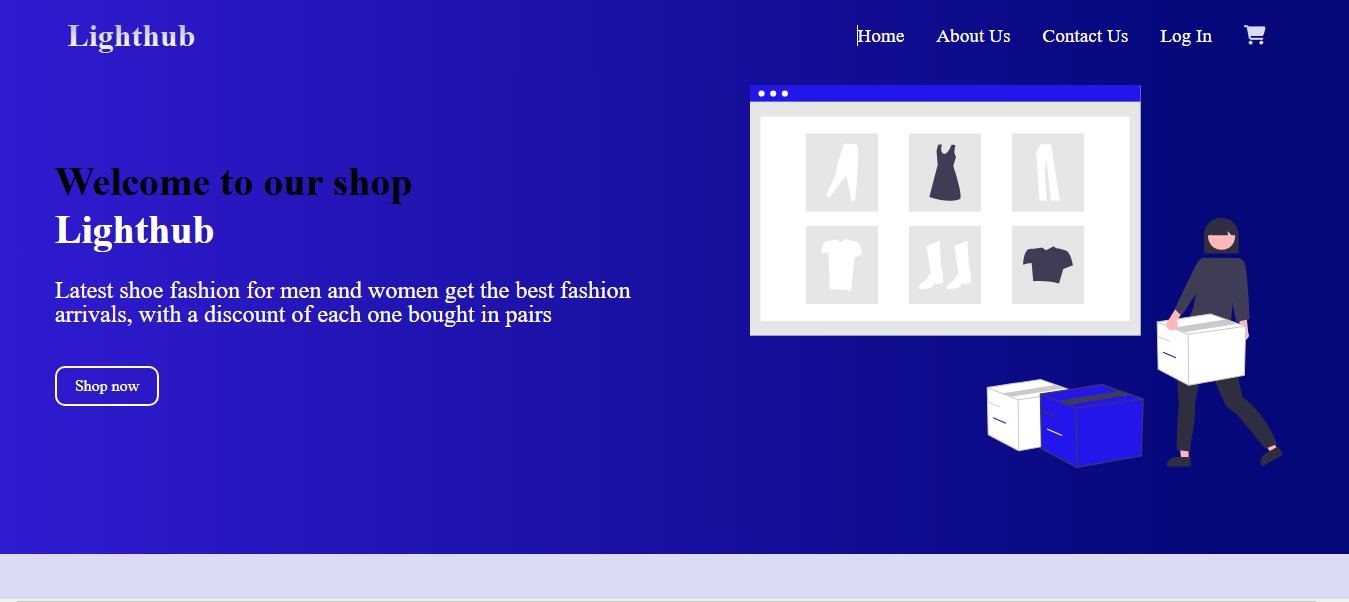 Lighthub
Home About Us Contact Us Log In
Welcome to our shop
Lighthub
Latest shoe fashion for men and women get the best fashion
arrivals, with a discount of each one bought in pairs
Shop now